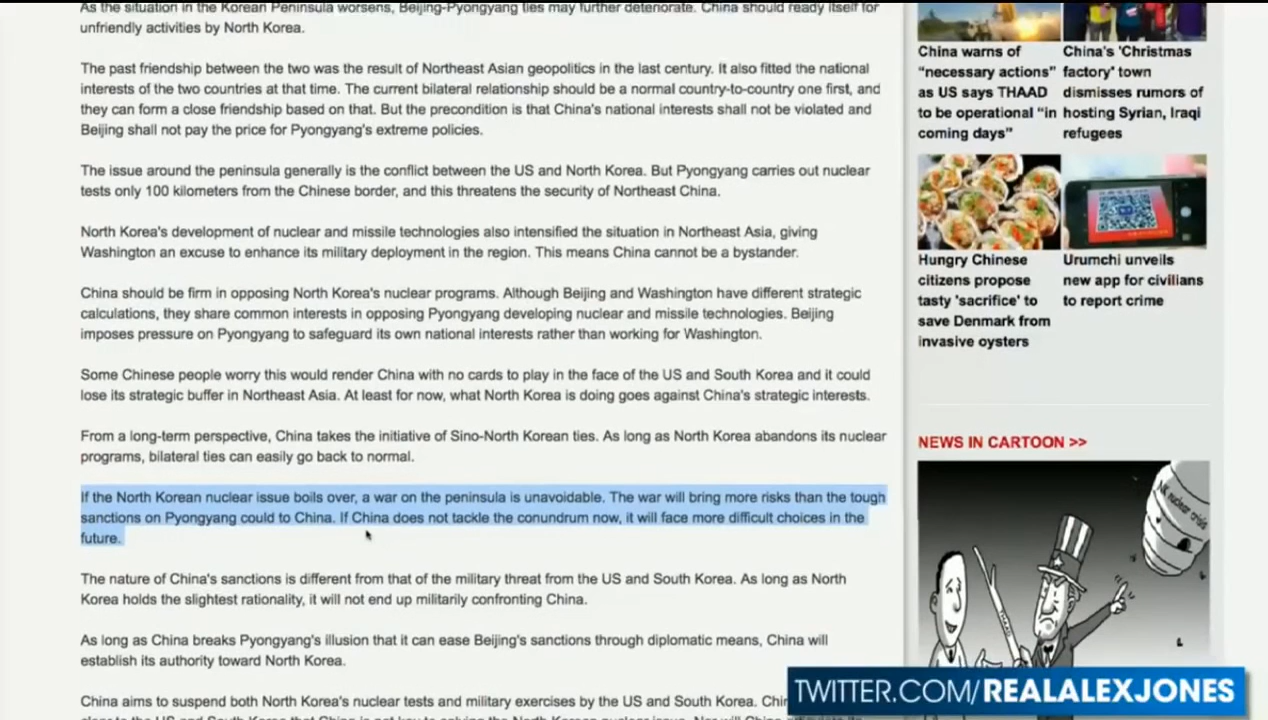 As the situation in the Korean Peninsula worsens, Beijing-Pyongyang ties may further deteriorate. China should ready itself for
unfriendly activities by North Korea.
The past friendship between the two was the result of Northeast Asian geopolitics in the last century. It also fitted the national
interests of the two countries at that time. The current bilateral relationship should be a normal country-to-country one first, and
they can form a close friendship based on that. But the precondition is that China's national interests shall not be violated and
Beijing shall not pay the price for Pyongyang's extreme policies.
The issue around the peninsula generally is the conflict between the US and North Korea. But Pyongyang carries out nuclear
tests only 100 kilometers from the Chinese border, and this threatens the security of Northeast China.
North Korea's development of nuclear and missile technologies also intensified the situation in Northeast Asia, giving
Washington an excuse to enhance its military deployment in the region. This means China cannot be a bystander.
China should be firm in opposing North Korea's nuclear programs. Although Beijing and Washington have different strategic
calculations, they share common interests in opposing Pyongyang developing nuclear and missile technologies. Beijing
imposes pressure on Pyongyang to safeguard its own national interests rather than working for Washington.
Some Chinese people worry this would render China with no cards to play in the face of the US and South Korea and it could
lose its strategic buffer in Northeast Asia. At least for now, what North Korea is doing goes against China's strategic interests.
From a long-term perspective, China takes the initiative of Sino-North Korean ties. As long as North Korea abandons its nuclear
programs, bilateral ties can easily go back to normal.
If the North Korean nuclear issue boils over, a war on the peninsula is unavoidable. The war will bring more risks than the tough
sanctions on Pyongyang could to China. If China does not tackle the conundrum now, it will face more difficult choices in the
future.
The nature of China's sanctions is different from that of the military threat from the US and South Korea. As long as North
Korea holds the slightest rationality, it will not end up militarily confronting China.
As long as China breaks Pyongyang's illusion that it can ease Beijing's sanctions through diplomatic means, China will
establish its authority toward North Korea.
China aims to suspend both North Korea's nuclear tests and military exercises by the US and South Korea.
China warns of
“necessary actions”
as US says THAAD
to be operational “in
coming days”
China's 'Christmas
factory' town
dismisses rumors of
hosting Syrian, Iraqi
refugees
Hungry Chinese
citizens propose
tasty 'sacrifice' to
save Denmark from
invasive oysters
Urumchi unveils
new app for civilians
to report crime
NEWS IN CARTOON >>
NK nuclear crisis
TWITTER.COM/REALALEXJONES